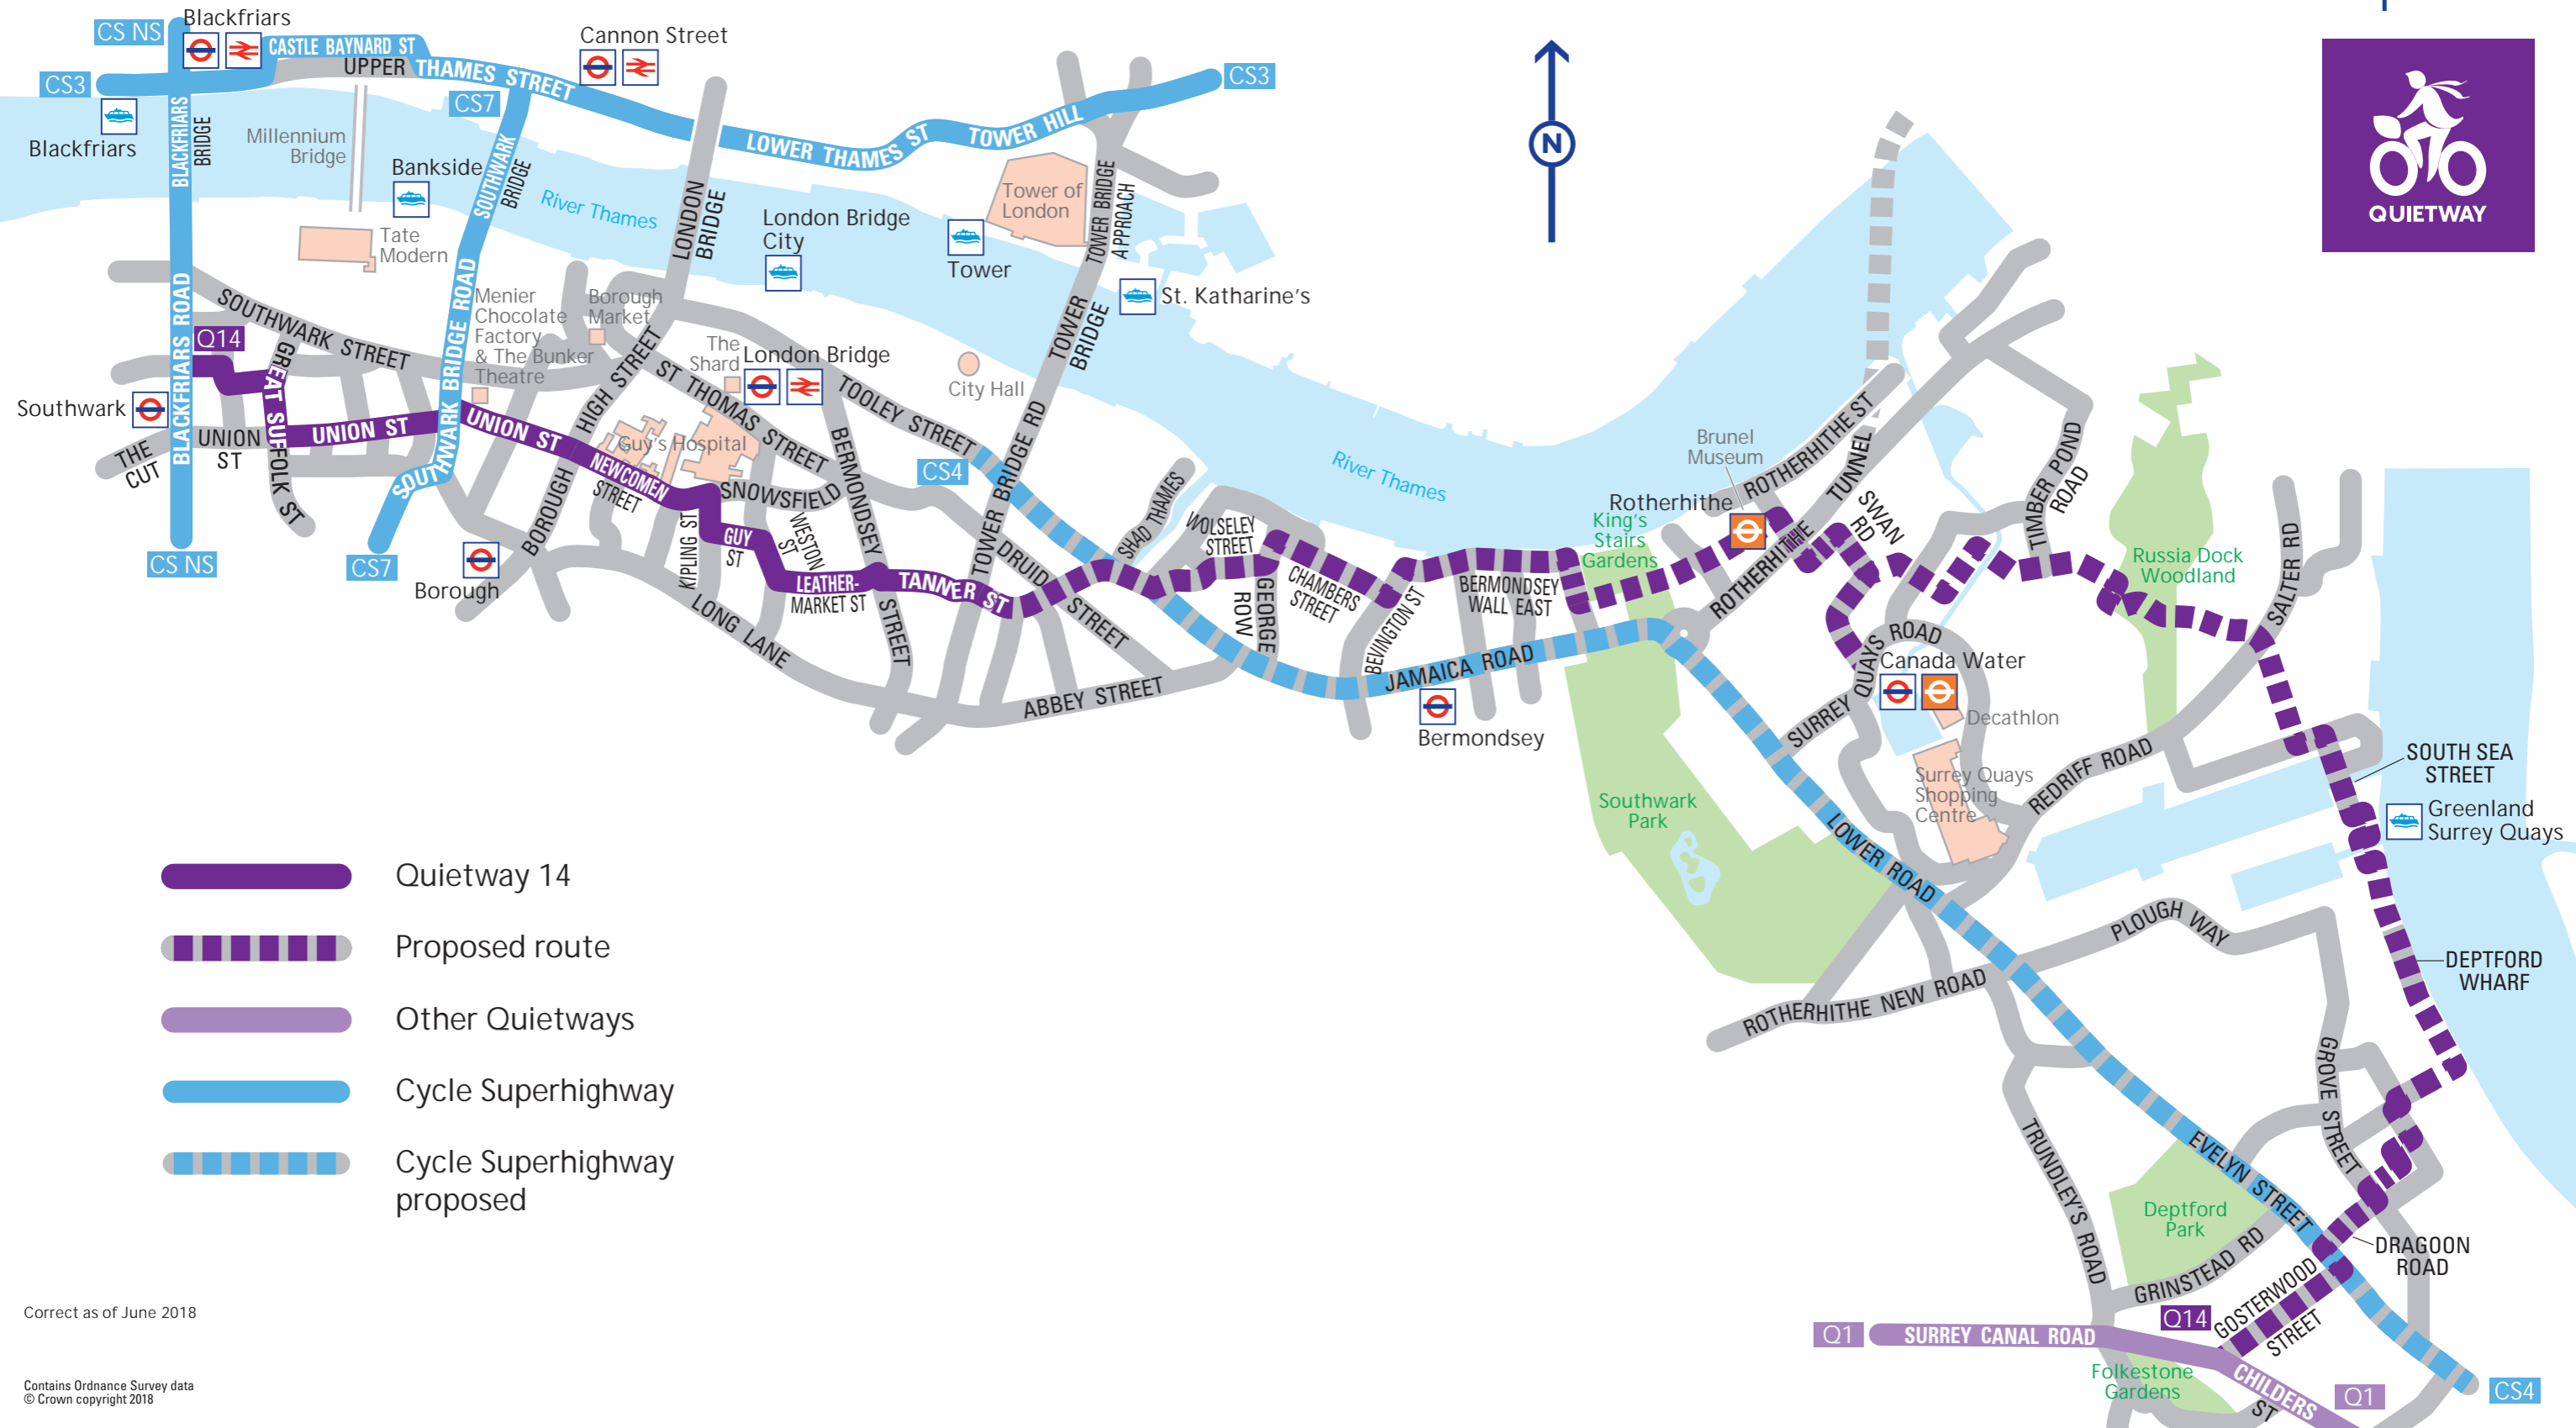 CS NS
Blackfriars
CASTLE BAYNARD ST
Cannon Street
UPPER
THAMES STREET
CS3
CS7
CS3
Blackfriars
BLACKFRIARS
BRIDGE
Millennium
Bridge
Bankside
SOUTHWARK
BRIDGE
River Thames
LONDON
BRIDGE
LOWER THAMES ST
TOWER HILL
Tower of
London
TOWER BRIDGE
APPROACH
London Bridge
City
Tower
St. Katharine's
N
QUIETWAY
Tate
Modern
SOUTHWARK STREET
BLACKFRIARS ROAD
Q14
GREAT SUFFOLK ST
SOUTHWARK BRIDGE ROAD
Menier
Chocolate
Factory
& The Bunker
Theatre
Borough
Market
The
Shard
London Bridge
ST THOMAS STREET
TOOLEY STREET
City Hall
TOWER
BRIDGE
Southwark
THE
CUT
UNION
ST
UNION ST
UNION ST
BOROUGH HIGH STREET
Guy's Hospital
NEWCOMEN
STREET
SNOWSFIELD
BERMONDSEY
STREET
CS4
TOWER BRIDGE RD
KIPLING ST
GUY
ST
WESTON
ST
LEATHER-
MARKET ST
TANNER ST
DRUID
STREET
CS NS
CS7
Borough
LONG LANE
ABBEY STREET
SHAD THAMES
WOLSELEY
STREET
GEORGE
ROW
CHAMBERS
STREET
BEVINGTON ST
BERMONDSEY
WALL EAST
JAMAICA ROAD
Bermondsey
River Thames
King's
Stairs
Gardens
Brunel
Museum
Rotherhithe
ROTHERHITHE ST
ROTHERHITHE
TUNNEL
SWAN
RD
TIMBER POND
ROAD
Russia Dock
Woodland
SALTER RD
SURREY QUAYS ROAD
Canada Water
Decathlon
Surrey Quays
Shopping
Centre
REDRIFF ROAD
SOUTH SEA
STREET
Greenland
Surrey Quays
Southwark
Park
LOWER ROAD
PLOUGH WAY
DEPTFORD
WHARF
ROTHERHITHE NEW ROAD
GROVE STREET
TRUNDLEY'S ROAD
EVELYN STREET
Deptford
Park
DRAGOON
ROAD
GRINSTEAD RD
Q14
GOSTERWOOD
STREET
Q1
SURREY CANAL ROAD
Folkestone
Gardens
CHILDERS
ST
Q1
CS4
Quietway 14
Proposed route
Other Quietways
Cycle Superhighway
Cycle Superhighway
proposed
Correct as of June 2018
Contains Ordnance Survey data
© Crown copyright 2018